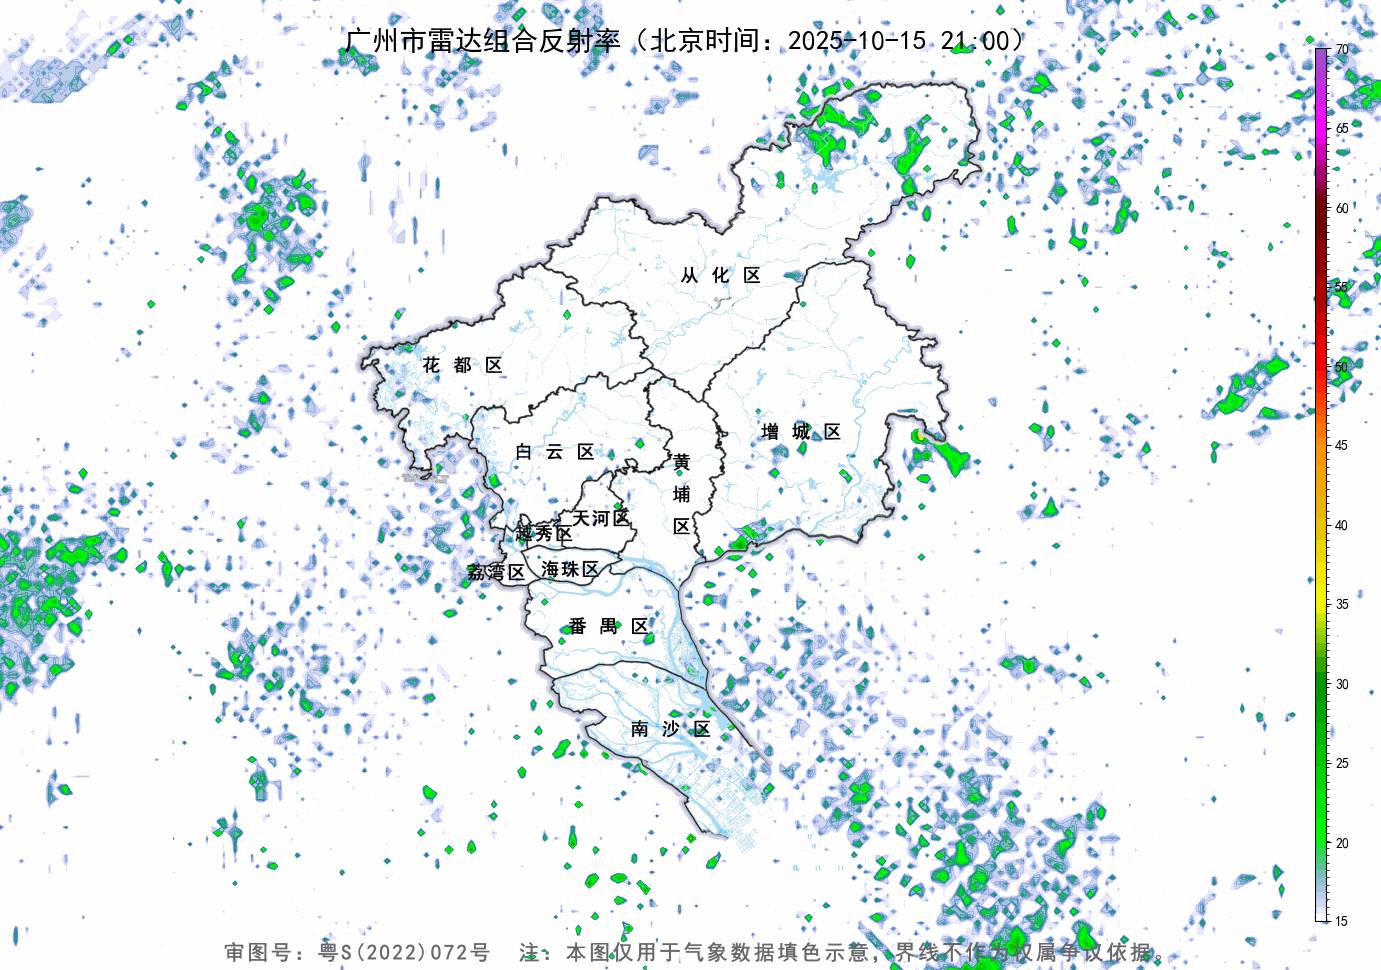 广州市雷达组合反射率（北京时间：2025-10-15 21:00）
70
65
60
55
50
45
40
35
30
25
20
15
从化区
花都区
增城区
白云区
黄埔区
天河区
越秀区
海珠区
荔湾区
番禺区
南沙区
审图号：粤S(2022)072号 注：本图仅用于气象数据填色示意，界线不作为权属争议依据。